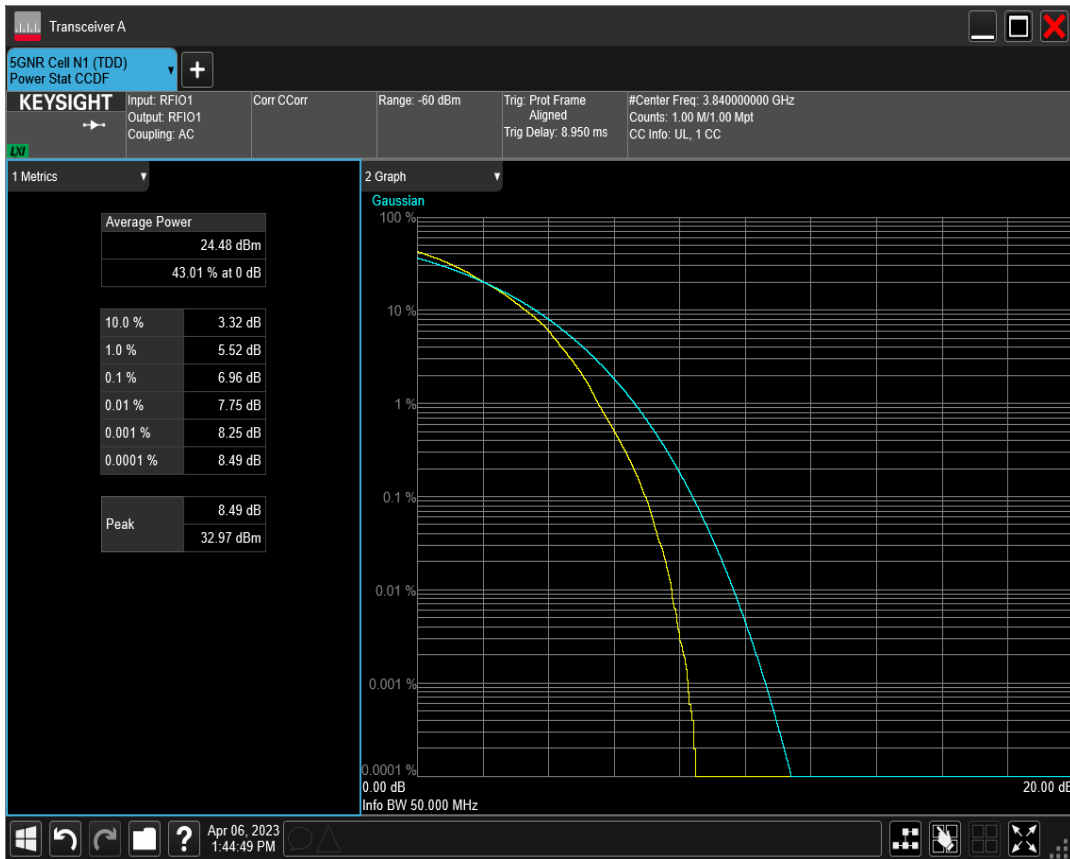 Transceiver A
5GNR Cell N1 (TDD)
Power Stat CCDF
KEYSIGHT
LXI
Input: RFIO1
Output: RFIO1
Coupling: AC
Corr CCorr
Range: -60 dBm
Trig: Prot Frame
Aligned
Trig Delay: 8.950 ms
#Center Freq: 3.840000000 GHz
Counts: 1.00 M/1.00 Mpt
CC Info: UL, 1 CC
1 Metrics
Average Power
24.48 dBm
43.01 % at 0 dB
10.0 % 3.32 dB
1.0 % 5.52 dB
0.1 % 6.96 dB
0.01 % 7.75 dB
0.001 % 8.25 dB
0.0001 % 8.49 dB
Peak
8.49 dB
32.97 dBm
2 Graph
Gaussian
100 %
10 %
1 %
0.1 %
0.01 %
0.001 %
0.0001 %
0.00 dB 20.00 dB
Info BW 50.000 MHz
?
Apr 06, 2023
1:44:49 PM